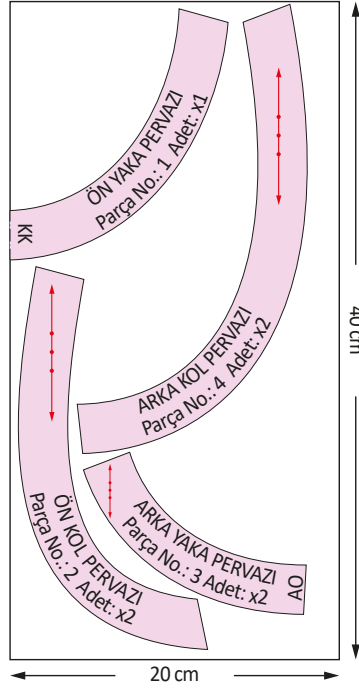 ÖN YAKA PERVAZI
Parça No.: 1 Adet: x1
KK
ARKA KOL PERVAZI
Parça No.: 4 Adet: x2
40 cm
ÖN KOL PERVAZI
Parça No.: 2 Adet: x2
ARKA YAKA PERVAZI
Parça No.: 3 Adet: x2
AO
20 cm